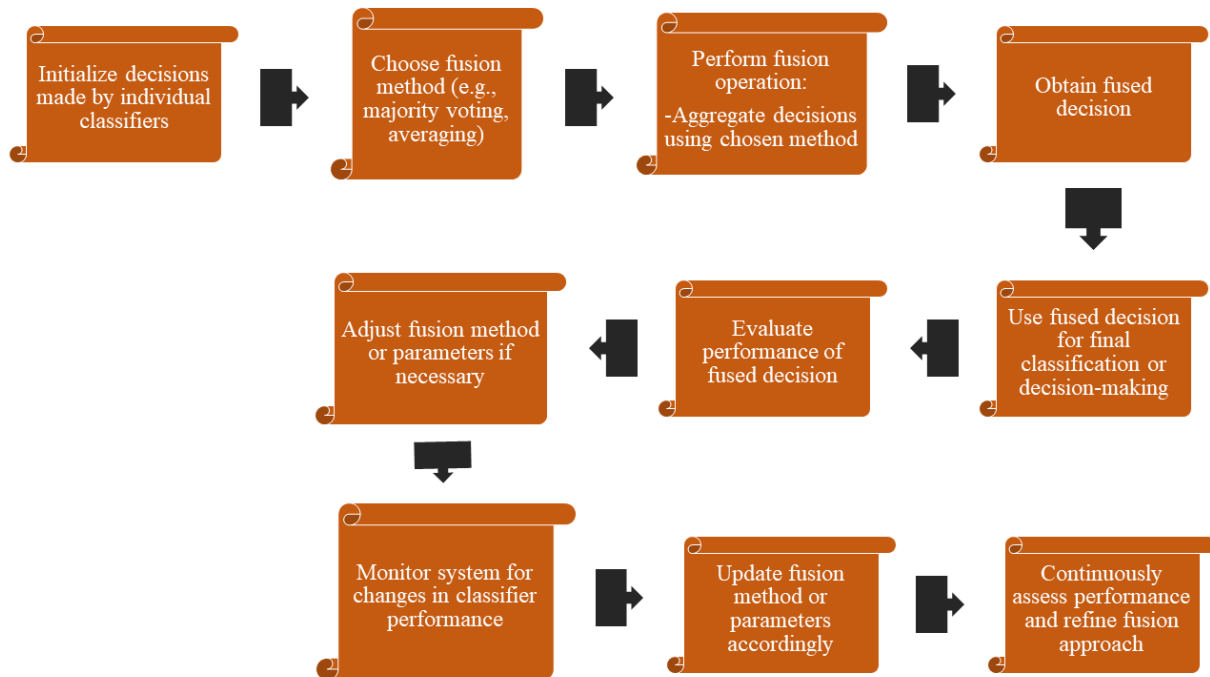 Initialize decisions
made by individual
classifiers
Choose fusion
method (e.g.,
majority voting,
averaging)
Perform fusion
operation:
-Aggregate decisions
using chosen method
Obtain fused
decision
Use fused decision
for final
classification or
decision-making
Evaluate
performance of
fused decision
Adjust fusion method
or parameters if
necessary
Monitor system for
changes in classifier
performance
Update fusion
method or
parameters
accordingly
Continuously
assess performance
and refine fusion
approach